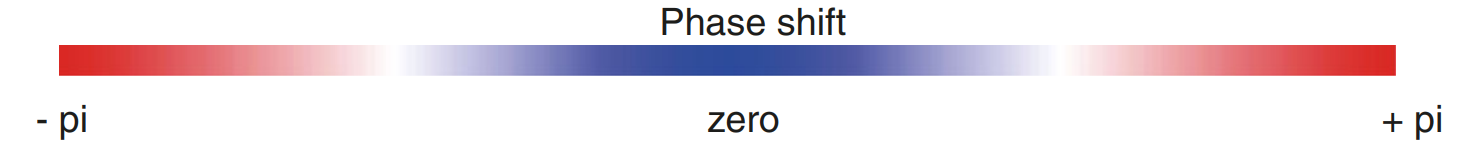 Phase shift
- pi zero + pi